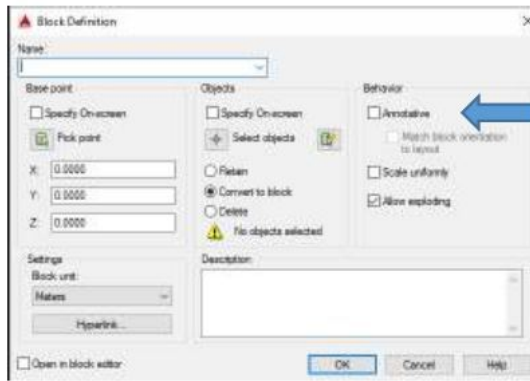 Block Definition
Name:
Base point
Specify On-screen
Pick point
X: 0.0000
Y: 0.0000
Z: 0.0000
Objects
Specify On-screen
Select objects
Retain
Convert to block
Delete
No objects selected
Behavior
Annotative
Match block orientation
to layout
Scale uniformly
Allow exploding
Settings
Block unit:
Meters
Hyperlink...
Description
Open in block editor
OK Cancel Help